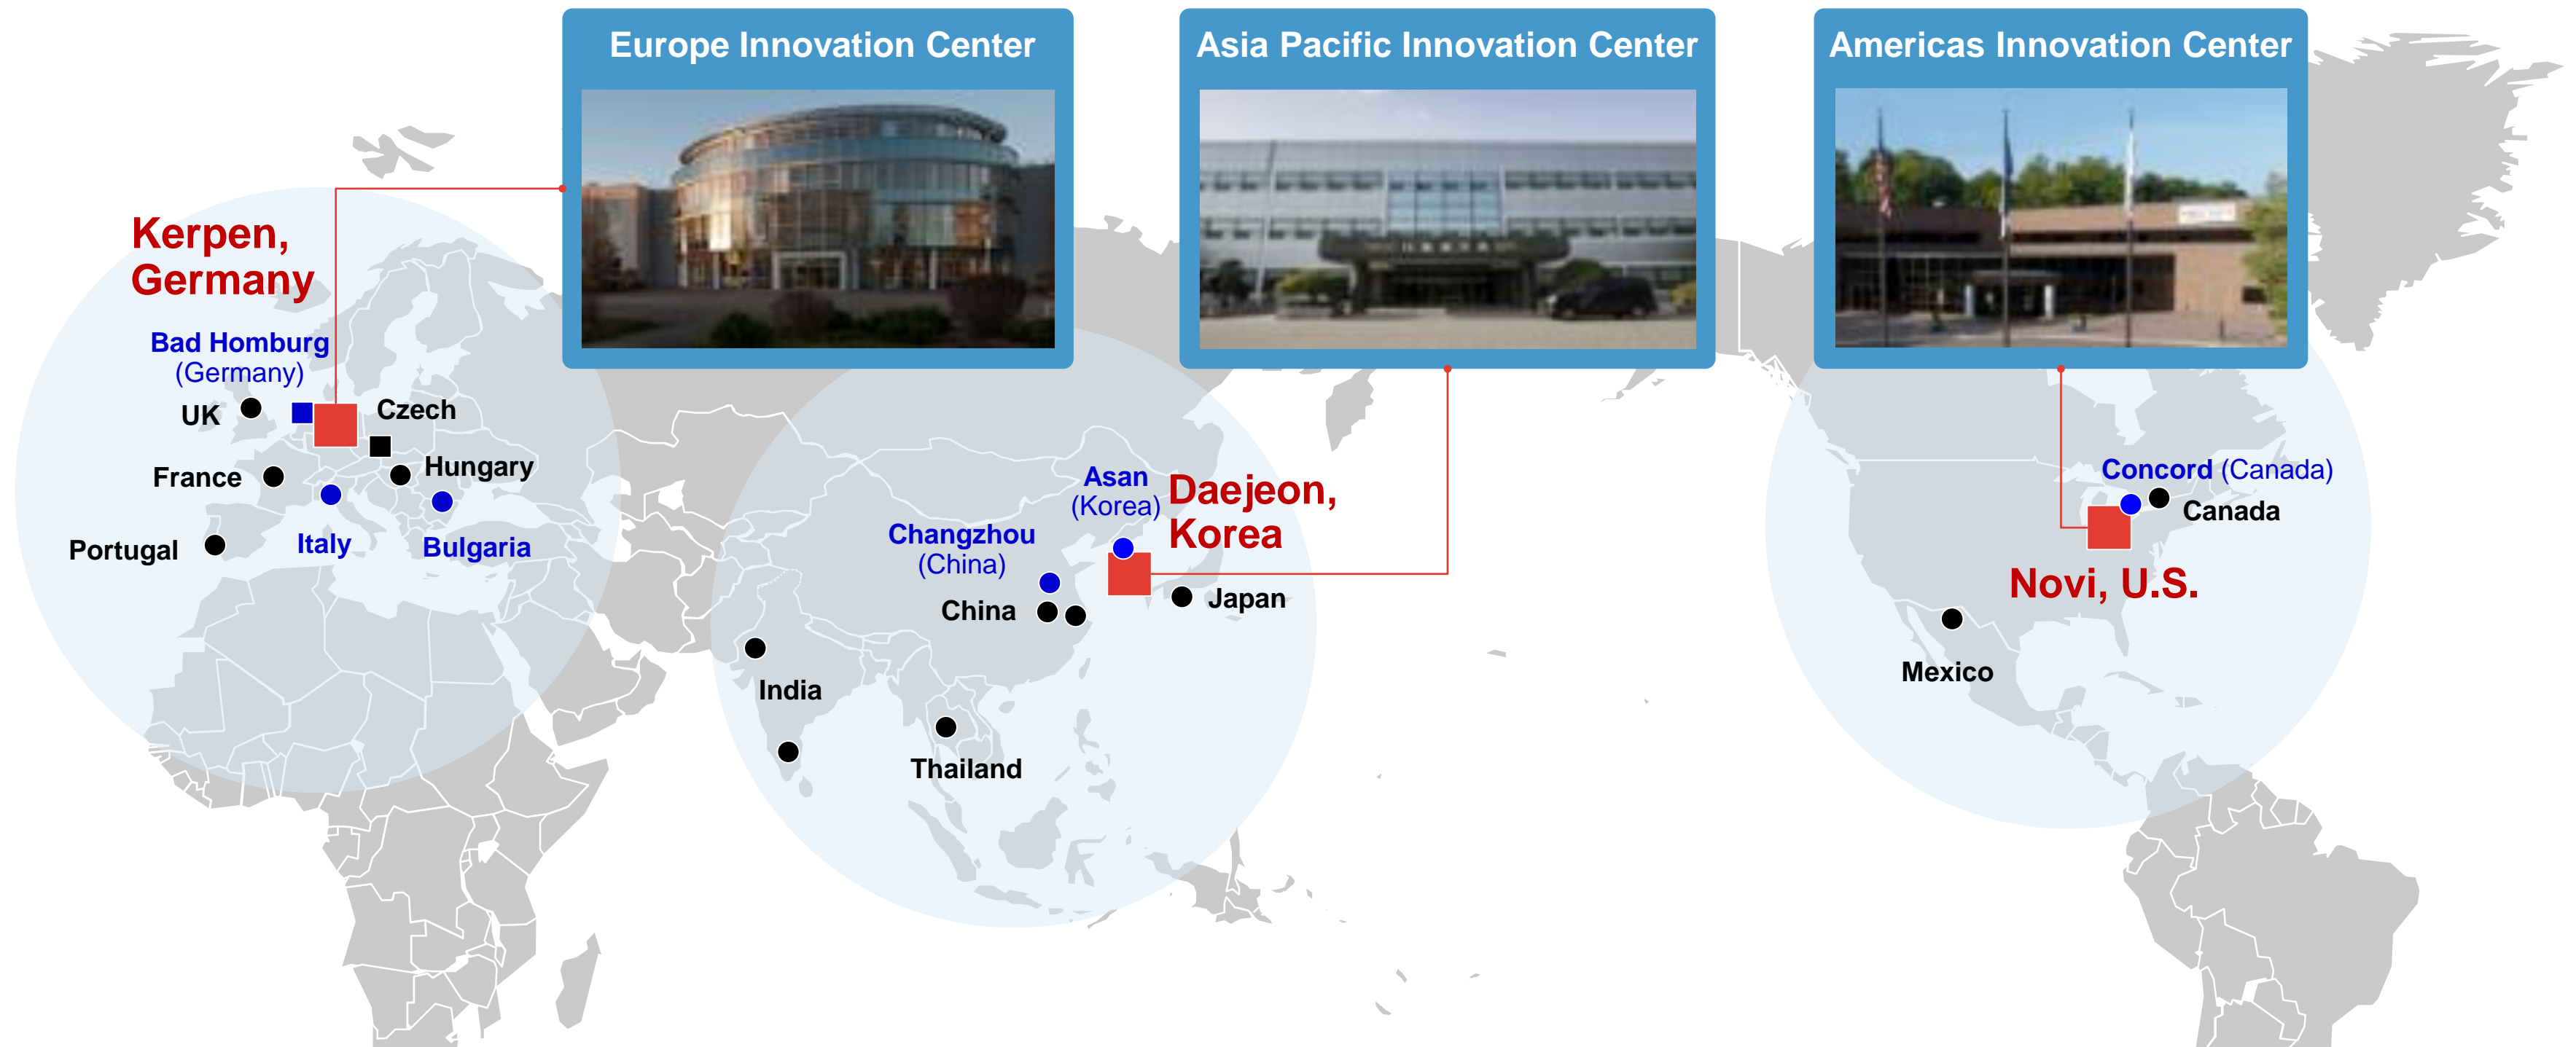 Europe Innovation Center
Asia Pacific Innovation Center
Americas Innovation Center
Kerpen,
Germany
Bad Homburg
(Germany)
UK
Czech
France
Hungary
Portugal
Italy
Bulgaria
Asan
(Korea)
Daejeon,
Korea
Changzhou
(China)
China
Japan
India
Thailand
Concord (Canada)
Canada
Novi, U.S.
Mexico